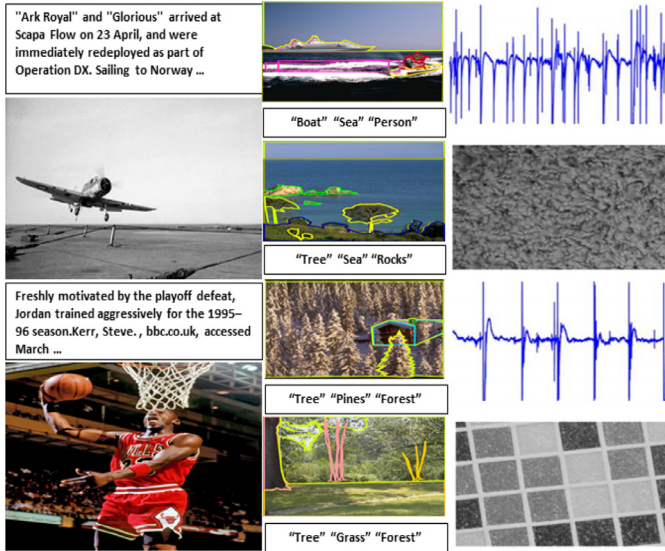 "Ark Royal" and "Glorious" arrived at
Scapa Flow on 23 April, and were
immediately redeployed as part of
Operation DX. Sailing to Norway ...
Freshly motivated by the playoff defeat,
Jordan trained aggressively for the 1995–
96 season.Kerr, Steve. , bbc.co.uk, accessed
March ...
BULLS
“Boat” “Sea” “Person”
“Tree” “Sea” “Rocks”
“Tree” “Pines” “Forest”
“Tree” “Grass” “Forest”